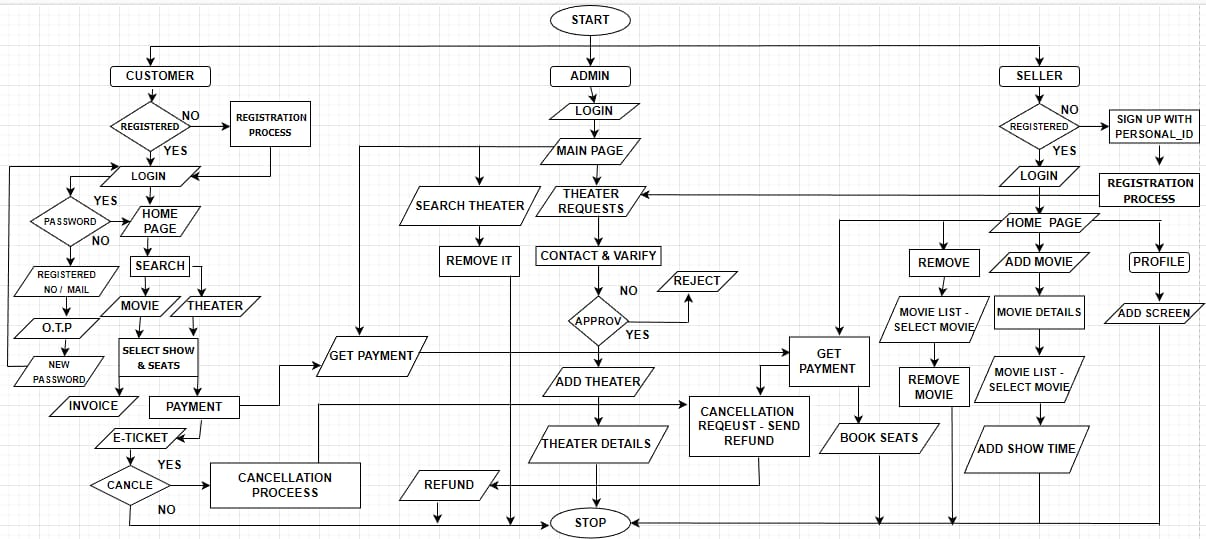 START
CUSTOMER
ADMIN
SELLER
REGISTERED
NO
YES
REGISTRATION
PROCESS
LOGIN
REGISTERED
NO
YES
SIGN UP WITH
PERSONAL_ID
LOGIN
MAIN PAGE
LOGIN
REGISTRATION
PROCESS
PASSWORD
YES
NO
HOME
PAGE
SEARCH THEATER
THEATER
REQUESTS
HOME PAGE
SEARCH
REMOVE IT
CONTACT & VARIFY
REMOVE
ADD MOVIE
PROFILE
REGISTERED
NO / MAIL
MOVIE
THEATER
REJECT
NO
APPROV
YES
MOVIE LIST -
SELECT MOVIE
MOVIE DETAILS
ADD SCREEN
O.T.P
SELECT SHOW
& SEATS
GET PAYMENT
GET
PAYMENT
NEW
PASSWORD
ADD THEATER
REMOVE
MOVIE
MOVIE LIST -
SELECT MOVIE
INVOICE
PAYMENT
CANCELLATION
REQEUST - SEND
REFUND
E-TICKET
THEATER DETAILS
BOOK SEATS
ADD SHOW TIME
YES
CANCLE
NO
CANCELLATION
PROCEESS
REFUND
STOP